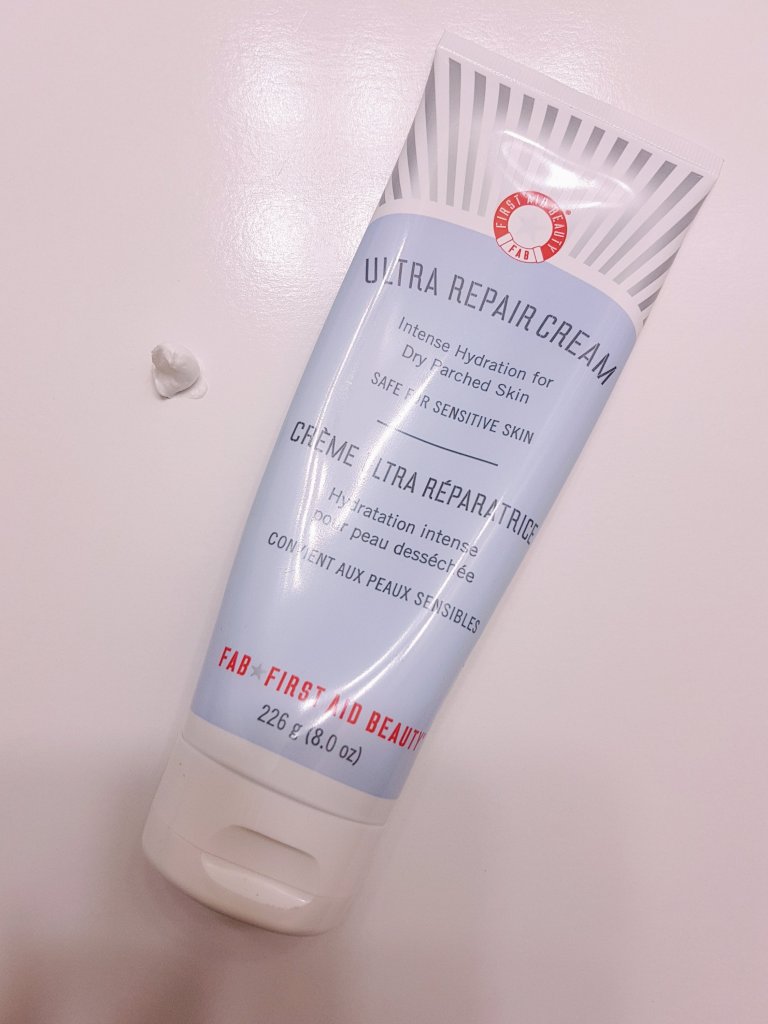 FIRST AID BEAUTY
FAB
ULTRA REPAIR CREAM
Intense Hydration for
Dry Parched Skin
SAFE FOR SENSITIVE SKIN
CRÈME ULTRA RÉPARATRICE
Hydratation intense
pour peau desséchée
CONVIENT AUX PEAUX SENSIBLES
FAB FIRST AID BEAUTY
226 g (8.0 oz)